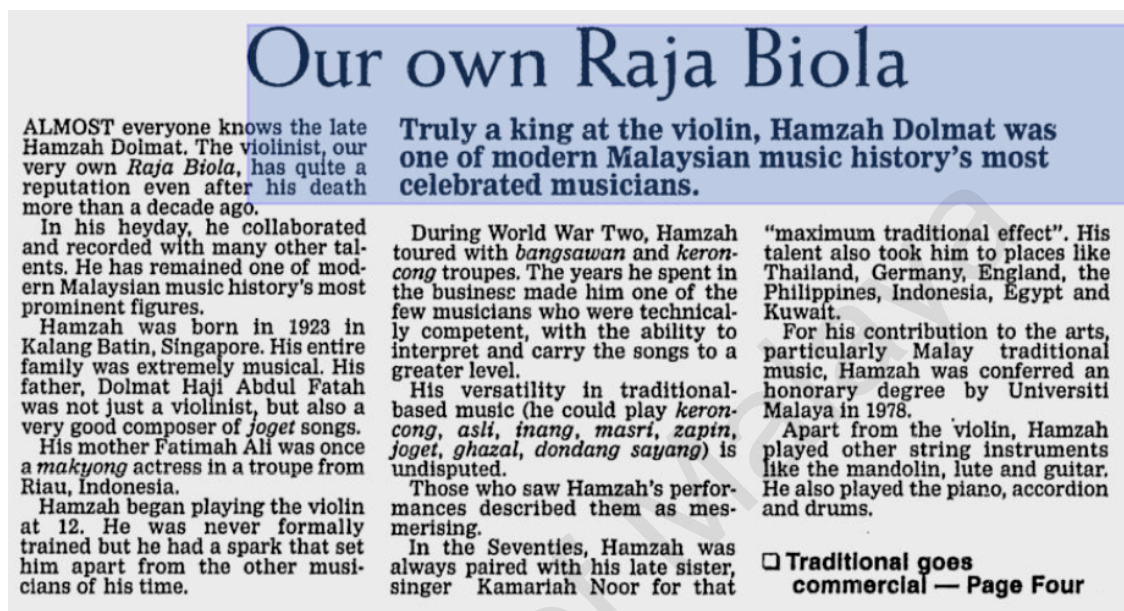 Our own Raja Biola
Truly a king at the violin, Hamzah Dolmat was
one of modern Malaysian music history's most
celebrated musicians.
ALMOST everyone knows the late
Hamzah Dolmat. The violinist, our
very own Raja Biola, has quite a
reputation even after his death
more than a decade ago.
In his heyday, he collaborated
and recorded with many other tal-
ents. He has remained one of mod-
ern Malaysian music history's most
prominent figures.
Hamzah was born in 1923 in
Kalang Batin, Singapore. His entire
family was extremely musical. His
father, Dolmat Haji Abdul Fatah
was not just a violinist, but also a
very good composer of joget songs.
His mother Fatimah Ali was once
a makyong actress in a troupe from
Riau, Indonesia.
Hamzah began playing the violin
at 12. He was never formally
trained but he had a spark that set
him apart from the other musi-
cians of his time.
During World War Two, Hamzah
toured with bangsawan and keron-
cong troupes. The years he spent in
the business made him one of the
few musicians who were technical-
ly competent, with the ability to
interpret and carry the songs to a
greater level.
His versatility in traditional-
based music (he could play keron-
cong, asli, inang, masri, zapin,
joget, ghazal, dondang sayang) is
undisputed.
Those who saw Hamzah's perfor-
mances described them as mes-
merising.
In the Seventies, Hamzah was
always paired with his late sister,
singer Kamariah Noor for that
"maximum traditional effect". His
talent also took him to places like
Thailand, Germany, England, the
Philippines, Indonesia, Egypt and
Kuwait.
For his contribution to the arts,
particularly Malay traditional
music, Hamzah was conferred an
honorary degree by Universiti
Malaya in 1978.
Apart from the violin, Hamzah
played other string instruments
like the mandolin, lute and guitar.
He also played the piano, accordion
and drums.
❑ Traditional goes
commercial — Page Four
Malaya